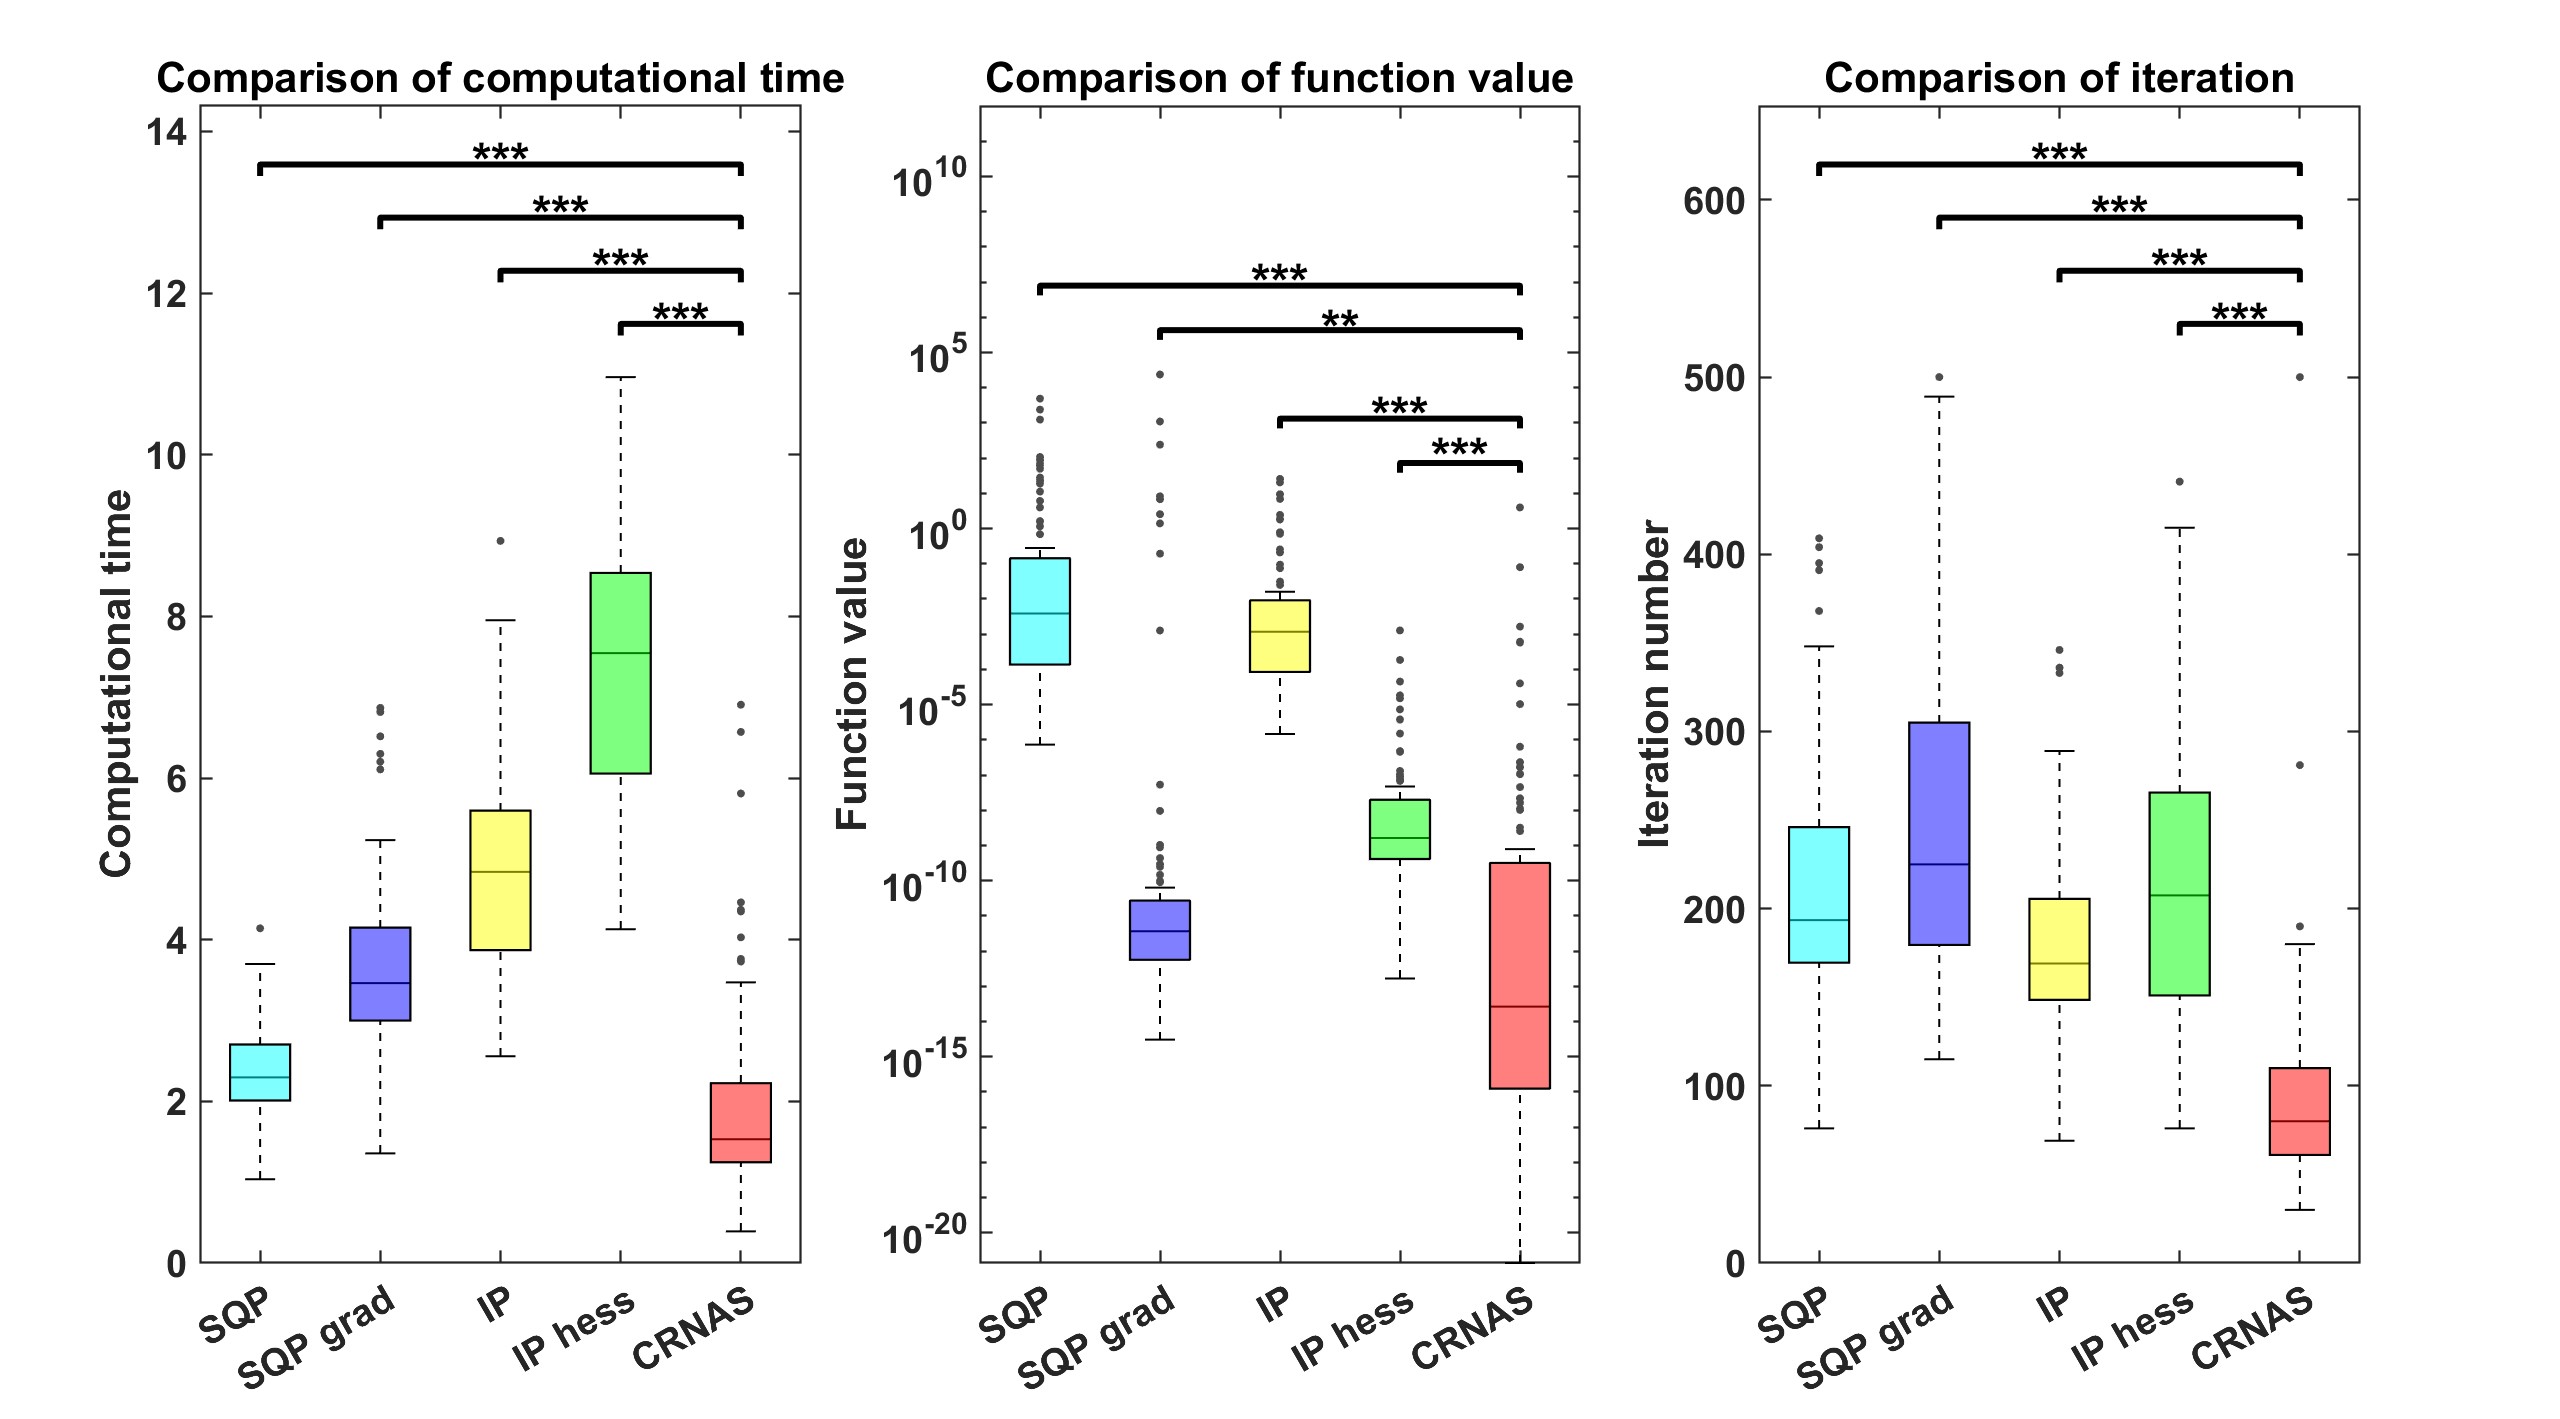 Comparison of computational time
14
12
10
8
6
4
2
0
Computational time
***
***
***
***
SQP
SQP grad
IP
IP hess
CRNAS
Comparison of function value
10^10
10^5
10^0
10^-5
10^-10
10^-15
10^-20
Function value
***
**
***
***
SQP
SQP grad
IP
IP hess
CRNAS
Comparison of iteration
600
500
400
300
200
100
0
Iteration number
***
***
***
***
SQP
SQP grad
IP
IP hess
CRNAS